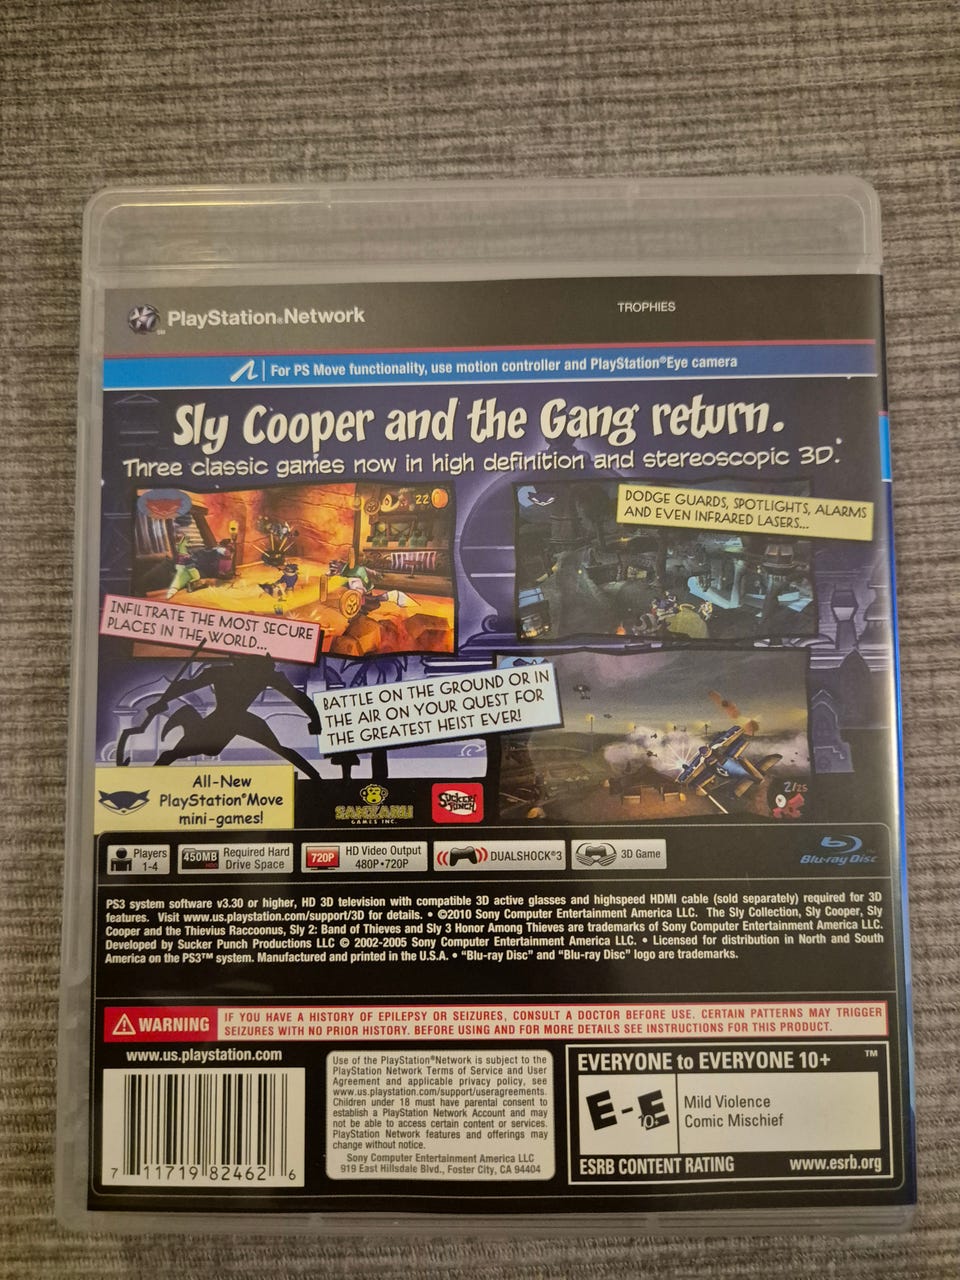 PlayStation®Network
SM
TROPHIES
For PS Move functionality, use motion controller and PlayStation®Eye camera
Sly Cooper and the Gang return.
Three classic games now in high definition and stereoscopic 3D.
22
DODGE GUARDS, SPOTLIGHTS, ALARMS
AND EVEN INFRARED LASERS...
INFILTRATE THE MOST SECURE
PLACES IN THE WORLD...
BATTLE ON THE GROUND OR IN
THE AIR ON YOUR QUEST FOR
THE GREATEST HEIST EVER!
2/25
All-New
PlayStation®Move
mini-games!
SANZARU
GAMES INC.
SUCKER PUNCH
Players
1-4
450MB
Required Hard
Drive Space
720P
HD Video Output
480P•720P
DUALSHOCK®3
3D Game
Blu-ray Disc
PS3 system software v3.30 or higher, HD 3D television with compatible 3D active glasses and highspeed HDMI cable (sold separately) required for 3D
features. Visit www.us.playstation.com/support/3D for details. • ©2010 Sony Computer Entertainment America LLC. The Sly Collection, Sly Cooper, Sly
Cooper and the Thievius Raccoonus, Sly 2: Band of Thieves and Sly 3 Honor Among Thieves are trademarks of Sony Computer Entertainment America LLC.
Developed by Sucker Punch Productions LLC © 2002-2005 Sony Computer Entertainment America LLC. • Licensed for distribution in North and South
America on the PS3™ system. Manufactured and printed in the U.S.A. • “Blu-ray Disc” and “Blu-ray Disc” logo are trademarks.
WARNING
IF YOU HAVE A HISTORY OF EPILEPSY OR SEIZURES, CONSULT A DOCTOR BEFORE USE. CERTAIN PATTERNS MAY TRIGGER
SEIZURES WITH NO PRIOR HISTORY. BEFORE USING AND FOR MORE DETAILS SEE INSTRUCTIONS FOR THIS PRODUCT.
www.us.playstation.com
7 11719 82462 6
Use of the PlayStation®Network is subject to the
PlayStation Network Terms of Service and User
Agreement and applicable privacy policy, see
www.us.playstation.com/support/useragreements.
Children under 18 must have parental consent to
establish a PlayStation Network Account and may
not be able to access certain content or services.
PlayStation Network features and offerings may
change without notice.
Sony Computer Entertainment America LLC
919 East Hillsdale Blvd., Foster City, CA 94404
EVERYONE to EVERYONE 10+ ™
E - E
10+
Mild Violence
Comic Mischief
ESRB CONTENT RATING
www.esrb.org